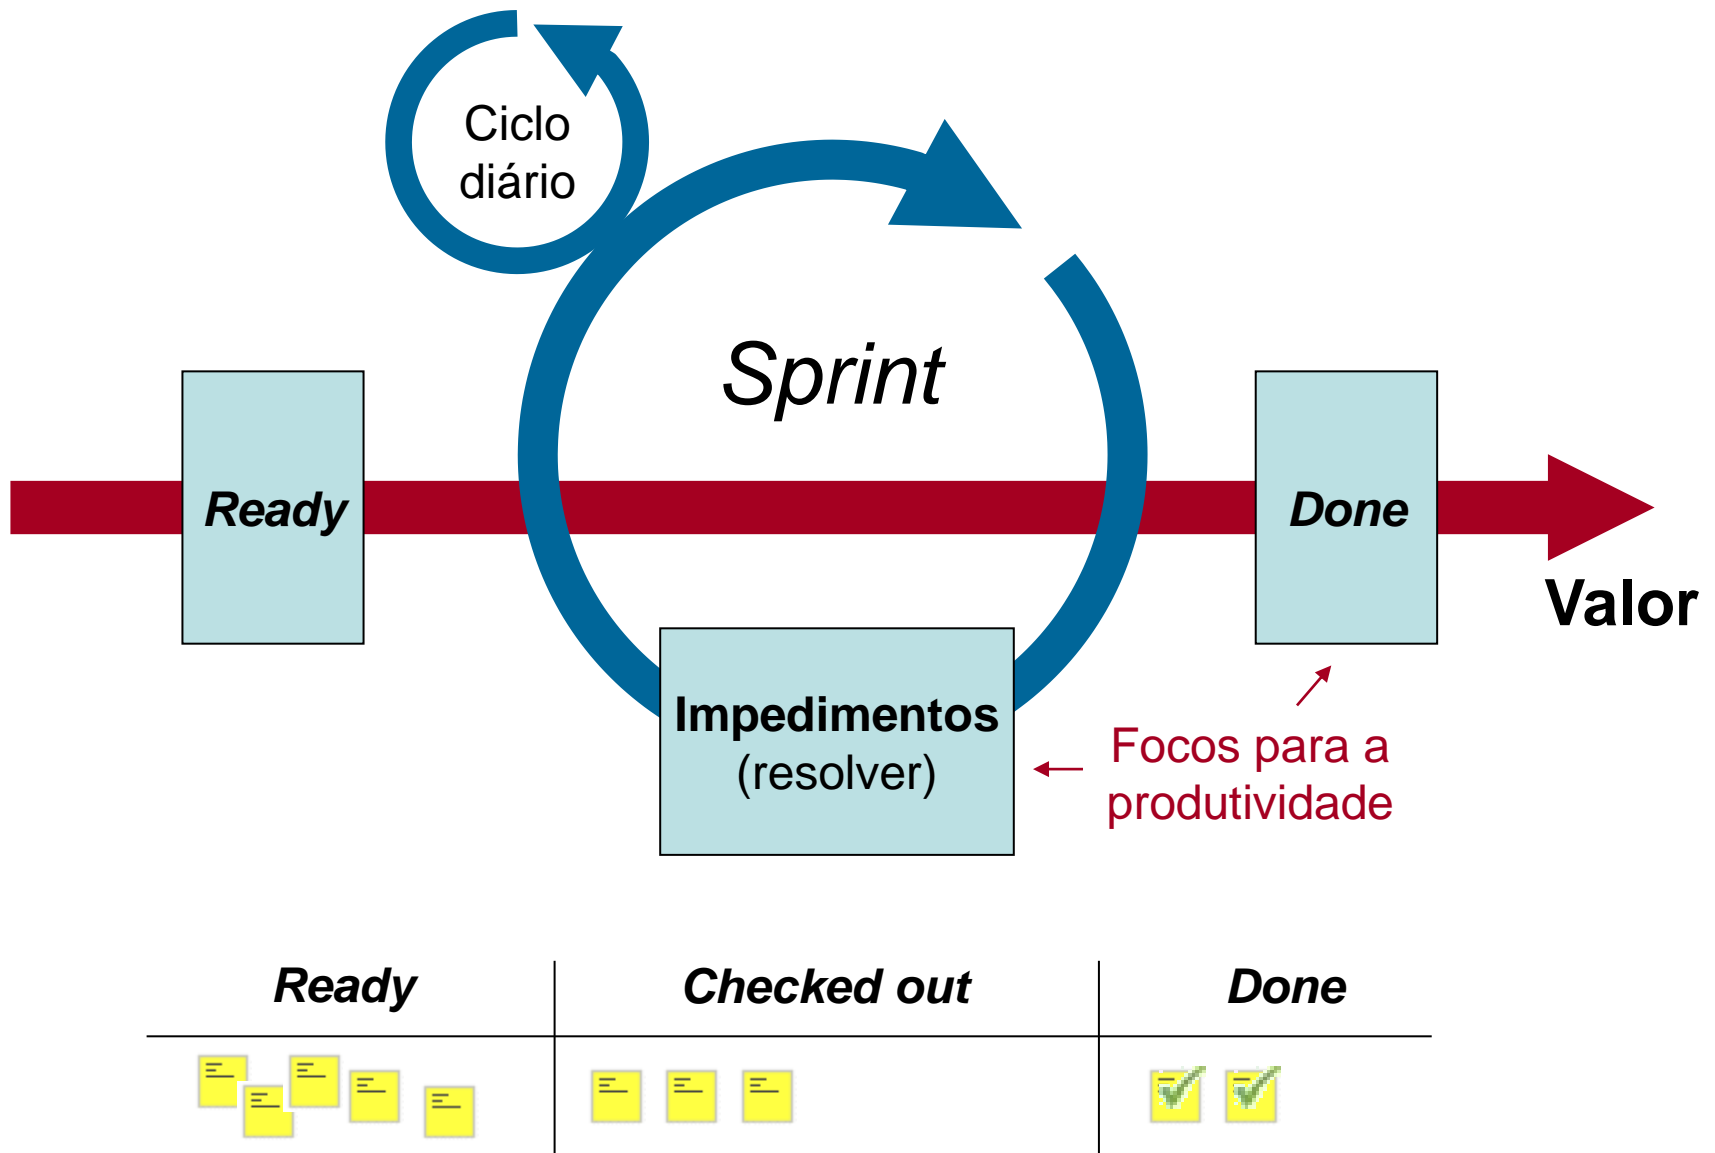 Ciclo
diário
Sprint
Ready
Done
Valor
Impedimentos
(resolver)
Focos para a
produtividade
Ready
Checked out
Done